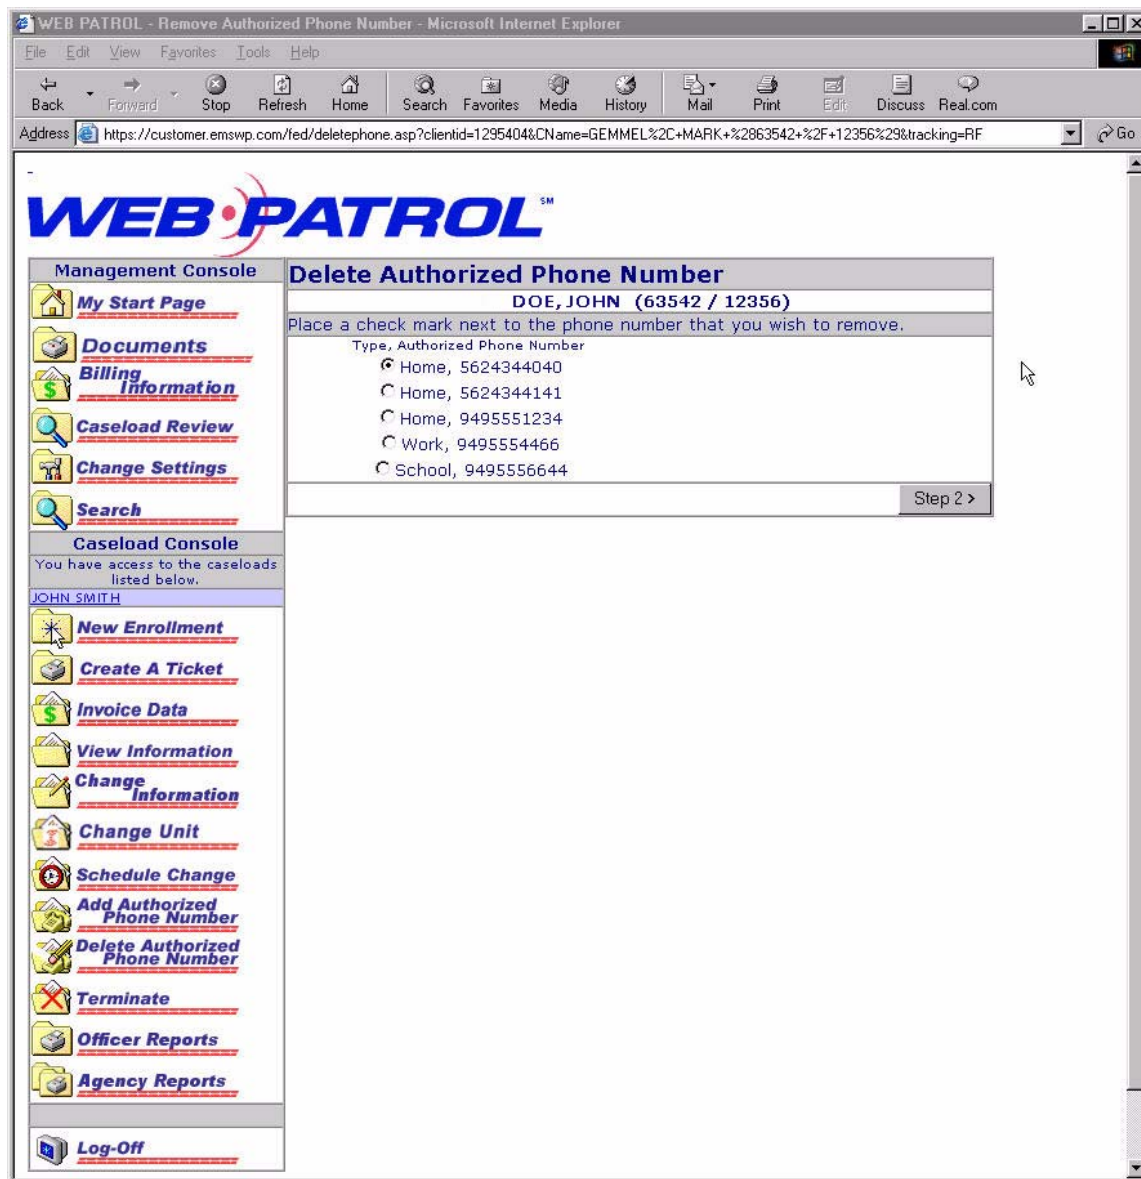 WEB PATROL - Remove Authorized Phone Number - Microsoft Internet Explorer
File Edit View Favorites Tools Help
Back Forward Stop Refresh Home Search Favorites Media History Mail Print Edit Discuss Real.com
Address https://customer.emswp.com/fed/deletephone.asp?clientid=1295404&CName=GEMMEL%2C+MARK+%2863542+%2F+12356%29&tracking=RF Go
WEB PATROL SM
Management Console
My Start Page
Documents
Billing
Information
Caseload Review
Change Settings
Search
Caseload Console
You have access to the caseloads
listed below.
JOHN SMITH
New Enrollment
Create A Ticket
Invoice Data
View Information
Change
Information
Change Unit
Schedule Change
Add Authorized
Phone Number
Delete Authorized
Phone Number
Terminate
Officer Reports
Agency Reports
Log-Off
Delete Authorized Phone Number
DOE, JOHN (63542 / 12356)
Place a check mark next to the phone number that you wish to remove.
Type, Authorized Phone Number
Home, 5624344040
Home, 5624344141
Home, 9495551234
Work, 9495554466
School, 9495556644
Step 2 >